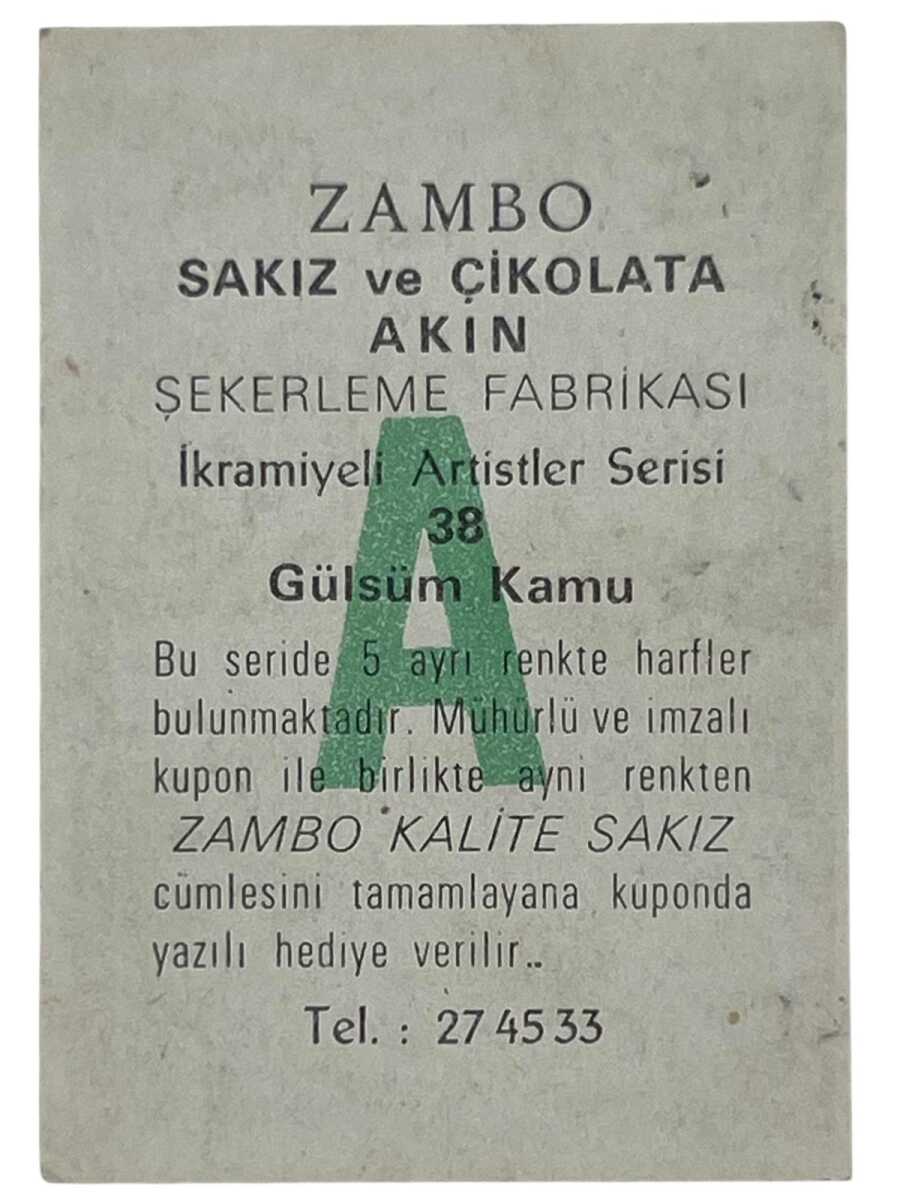 ZAMBO
SAKIZ ve ÇİKOLATA
AKIN
ŞEKERLEME FABRİKASI
İkramiyeli Artistler Serisi
38
Gülsüm Kamu
A
Bu seride 5 ayrı renkte harfler
bulunmaktadır. Mühürlü ve imzalı
kupon ile birlikte ayni renkten
ZAMBO KALİTE SAKIZ
cümlesini tamamlayana kuponda
yazılı hediye verilir..
Tel. : 27 45 33